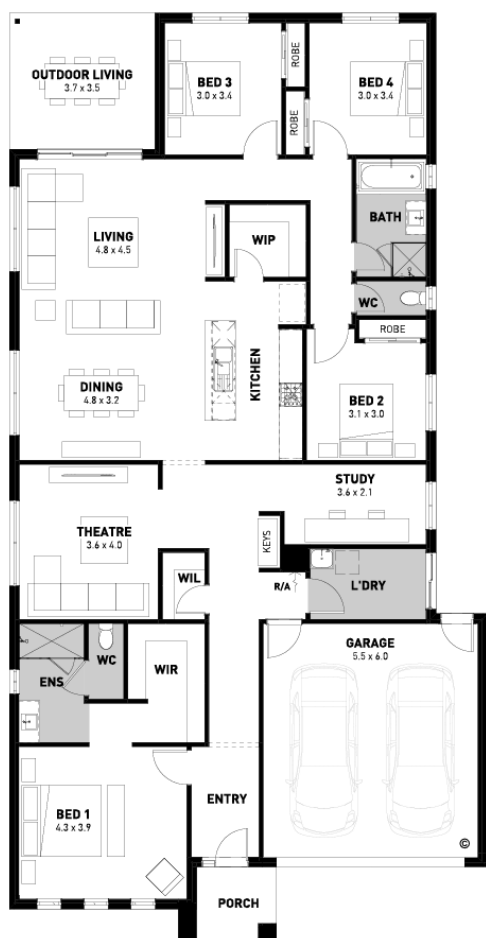 OUTDOOR LIVING
3.7 x 3.5
BED 3
3.0 x 3.4
ROBE
ROBE
BED 4
3.0 x 3.4
LIVING
4.8 x 4.5
WIP
BATH
WC
ROBE
DINING
4.8 x 3.2
KITCHEN
BED 2
3.1 x 3.0
THEATRE
3.6 x 4.0
STUDY
3.6 x 2.1
KEYS
WIL
R/A
L'DRY
ENS
WC
WIR
GARAGE
5.5 x 6.0
BED 1
4.3 x 3.9
ENTRY
©
PORCH